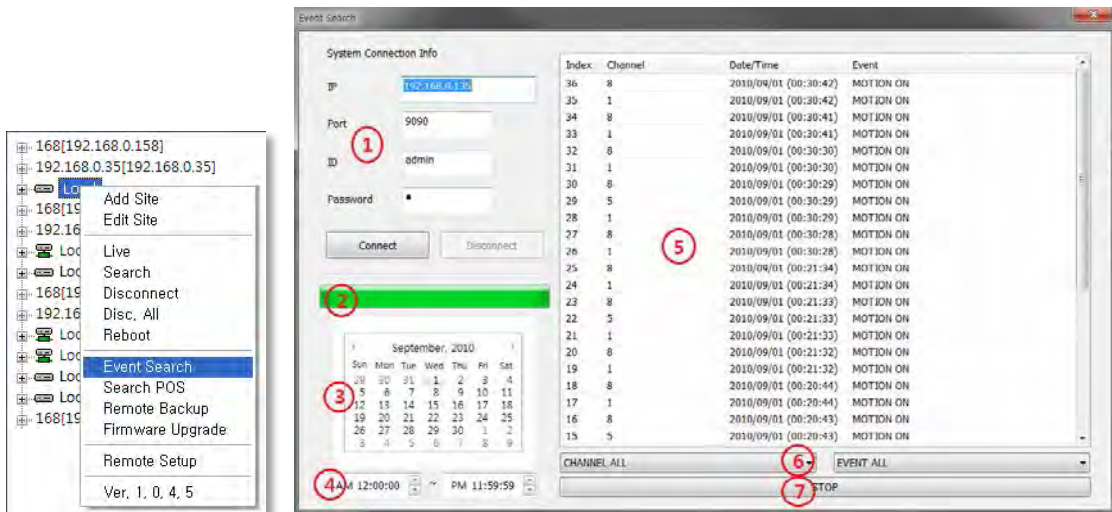 168[192.168.0.158]
192.168.0.35[192.168.0.35]
168[19
192.16
Loc
Loc
168[19
192.16
Loc
Loc
Loc
Loc
168[19
Add Site
Edit Site
Live
Search
Disconnect
Disc. All
Reboot
Event Search
Search POS
Remote Backup
Firmware Upgrade
Remote Setup
Ver. 1, 0, 4, 5
Event Search
System Connection Info
IP 192.168.0.135
Port 9090
1
ID admin
Password
Connect Disconnect
2
September, 2010
Sun Mon Tue Wed Thu Fri Sat
29 30 31 1 2 3 4
5 6 7 8 9 10 11
3
12 13 14 15 16 17 18
19 20 21 22 23 24 25
26 27 28 29 30 1 2
3 4 5 6 7 8 9
4
AM 12:00:00 ~ PM 11:59:59
Index Channel Date/Time Event
36 8 2010/09/01 (00:30:42) MOTION ON
35 1 2010/09/01 (00:30:42) MOTION ON
34 8 2010/09/01 (00:30:41) MOTION ON
33 1 2010/09/01 (00:30:41) MOTION ON
32 8 2010/09/01 (00:30:30) MOTION ON
31 1 2010/09/01 (00:30:30) MOTION ON
30 8 2010/09/01 (00:30:29) MOTION ON
29 5 2010/09/01 (00:30:29) MOTION ON
28 1 2010/09/01 (00:30:29) MOTION ON
27 8 2010/09/01 (00:30:28) MOTION ON
26 1 2010/09/01 (00:30:28) MOTION ON
5
25 8 2010/09/01 (00:21:34) MOTION ON
24 1 2010/09/01 (00:21:34) MOTION ON
23 8 2010/09/01 (00:21:33) MOTION ON
22 5 2010/09/01 (00:21:33) MOTION ON
21 1 2010/09/01 (00:21:33) MOTION ON
20 8 2010/09/01 (00:21:32) MOTION ON
19 1 2010/09/01 (00:21:32) MOTION ON
18 8 2010/09/01 (00:20:44) MOTION ON
17 1 2010/09/01 (00:20:44) MOTION ON
16 8 2010/09/01 (00:20:43) MOTION ON
15 5 2010/09/01 (00:20:43) MOTION ON
CHANNEL ALL 6 EVENT ALL
7 STOP